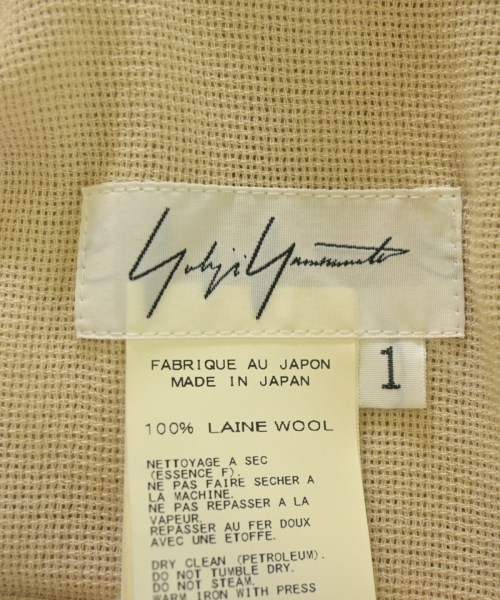 Yohji Yamamoto
1
FABRIQUE AU JAPON
MADE IN JAPAN
100% LAINE WOOL
NETTOYAGE A SEC
(ESSENCE F).
NE PAS FAIRE SECHER A
LA MACHINE.
NE PAS REPASSER A LA
VAPEUR.
REPASSER AU FER DOUX
AVEC UNE ETOFFE.
DRY CLEAN (PETROLEUM).
DO NOT TUMBLE DRY.
DO NOT STEAM.
WARM IRON WITH PRESS